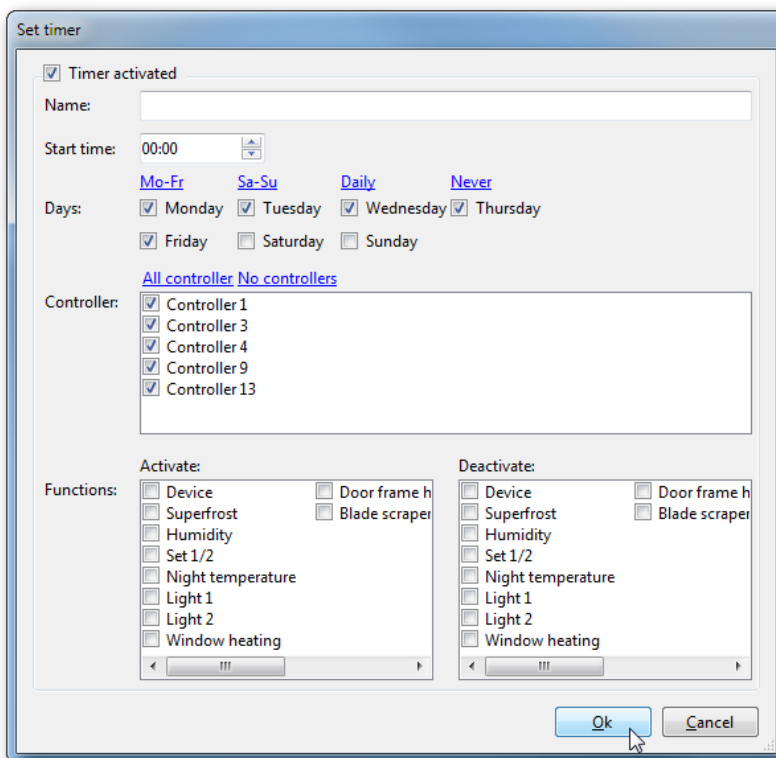 Set timer
Timer activated
Name:
Start time: 00:00
Mo-Fr Sa-Su Daily Never
Days: Monday Tuesday Wednesday Thursday
Friday Saturday Sunday
All controller No controllers
Controller: Controller 1
Controller 3
Controller 4
Controller 9
Controller 13
Activate: Deactivate:
Functions: Device Door frame h Device Door frame h
Superfrost Blade scraper Superfrost Blade scraper
Humidity Humidity
Set 1/2 Set 1/2
Night temperature Night temperature
Light 1 Light 1
Light 2 Light 2
Window heating Window heating
Ok Cancel